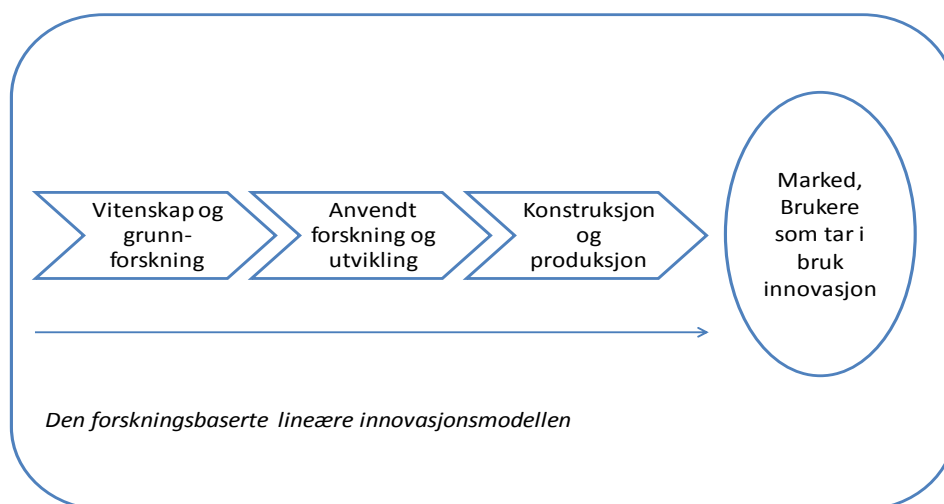 Vitenskap og
grunn-
forskning
Anvendt
forskning og
utvikling
Konstruksjon
og
produksjon
Marked,
Brukere
som tar i
bruk
innovasjon
Den forskningsbaserte lineære innovasjonsmodellen